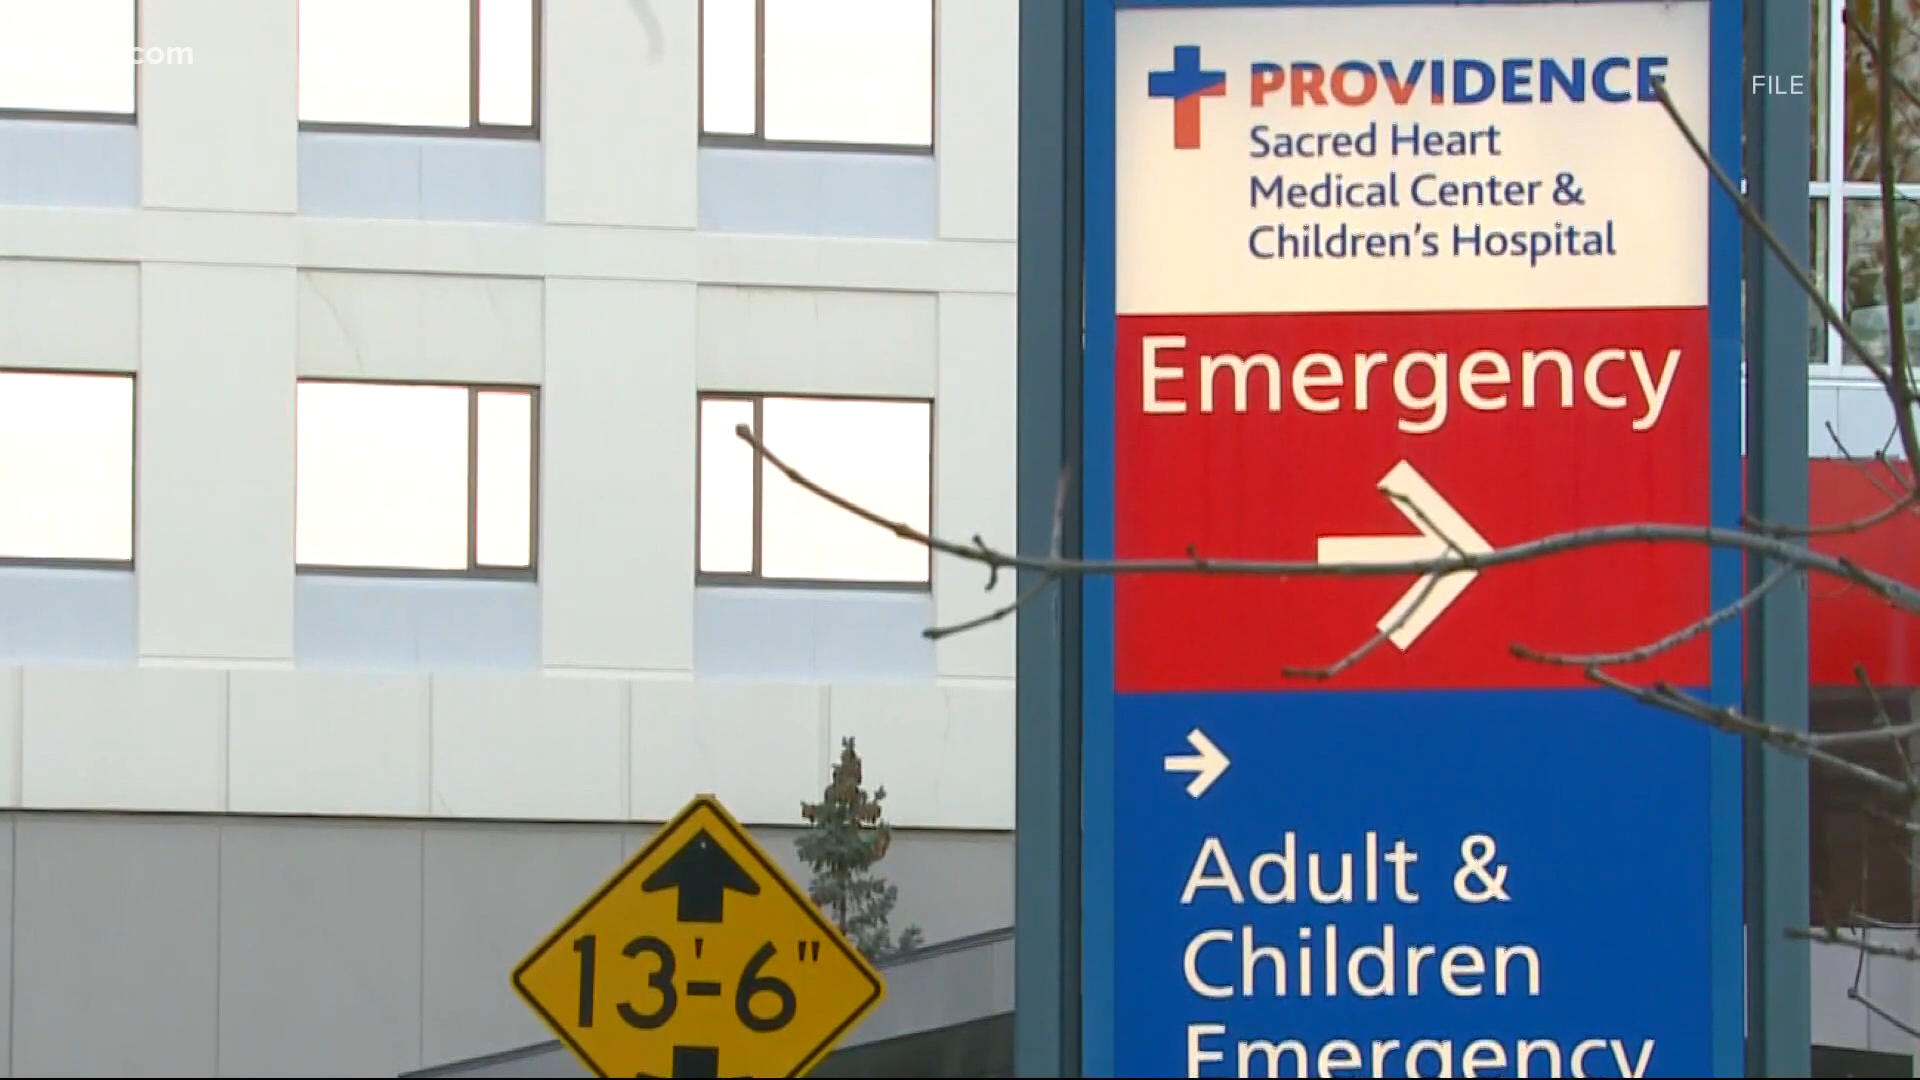 .com
FILE
PROVIDENCE
Sacred Heart
Medical Center &
Children's Hospital
Emergency
Adult &
Children
Emergency
13'-6"